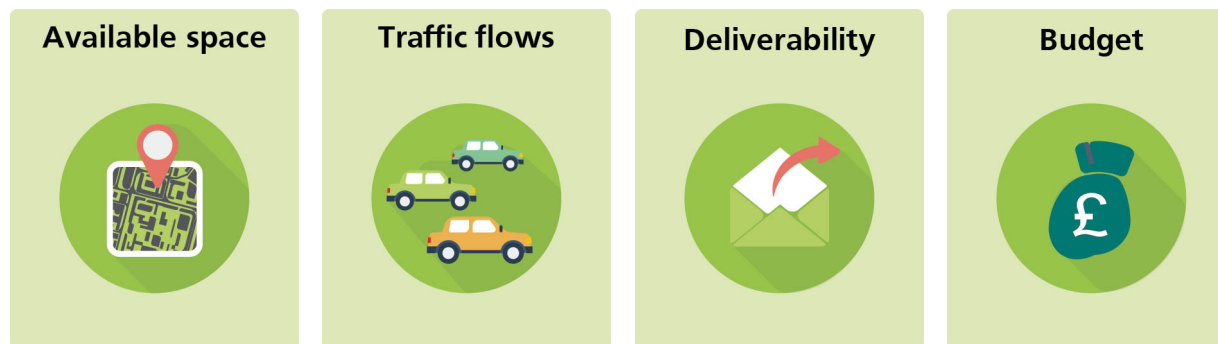 Available space
Traffic flows
Deliverability
Budget
£